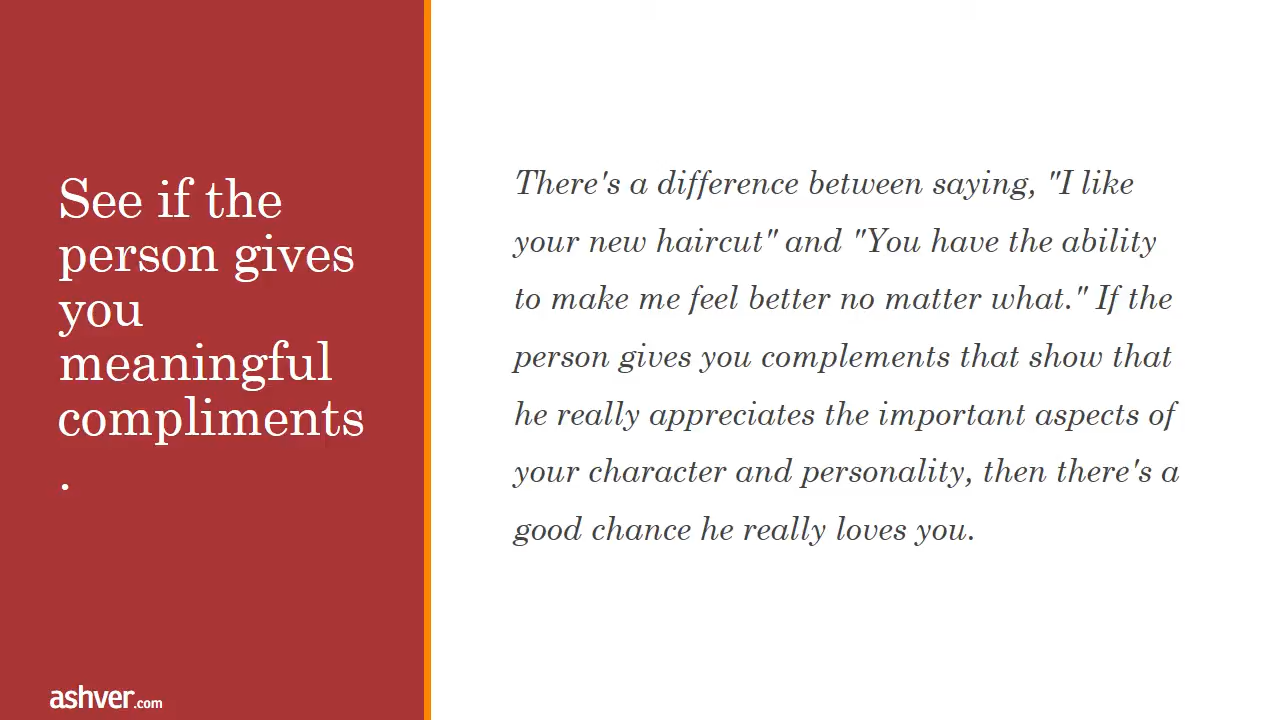 See if the
person gives
you
meaningful
compliments
.
There's a difference between saying, "I like
your new haircut" and "You have the ability
to make me feel better no matter what." If the
person gives you complements that show that
he really appreciates the important aspects of
your character and personality, then there's a
good chance he really loves you.
ashver.com